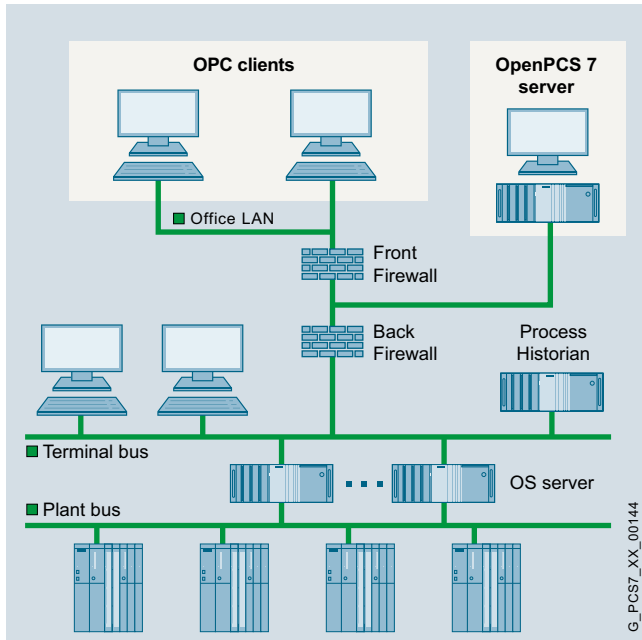 OPC clients
OpenPCS 7
server
Office LAN
Front
Firewall
Back
Firewall
Process
Historian
Terminal bus
OS server
Plant bus
G_PCS7_XX_00144